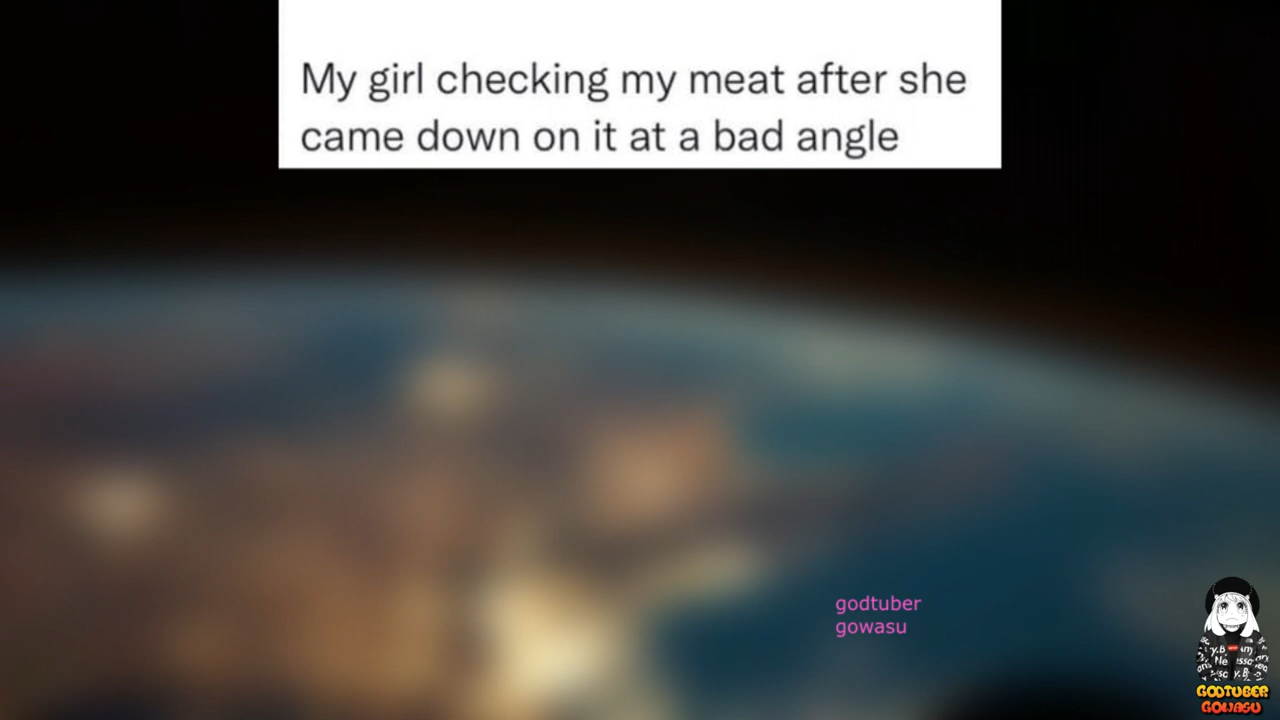 My girl checking my meat after she
came down on it at a bad angle
godtuber
gowasu
GODTUBER
GOWASU